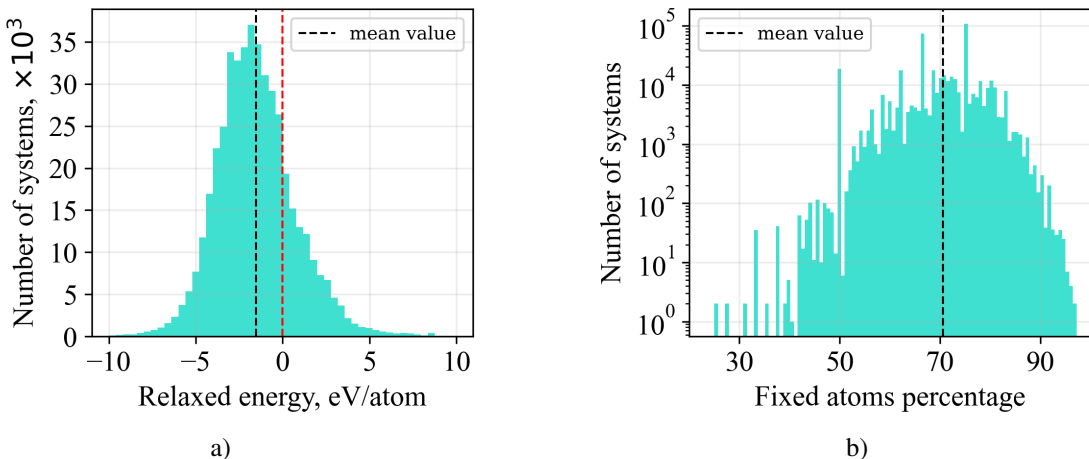 Number of systems, ×10³
35
30
25
20
15
10
5
0
−10
−5
0
5
10
Relaxed energy, eV/atom
mean value
a)
Number of systems
10⁵
10⁴
10³
10²
10¹
10⁰
30
50
70
90
Fixed atoms percentage
mean value
b)